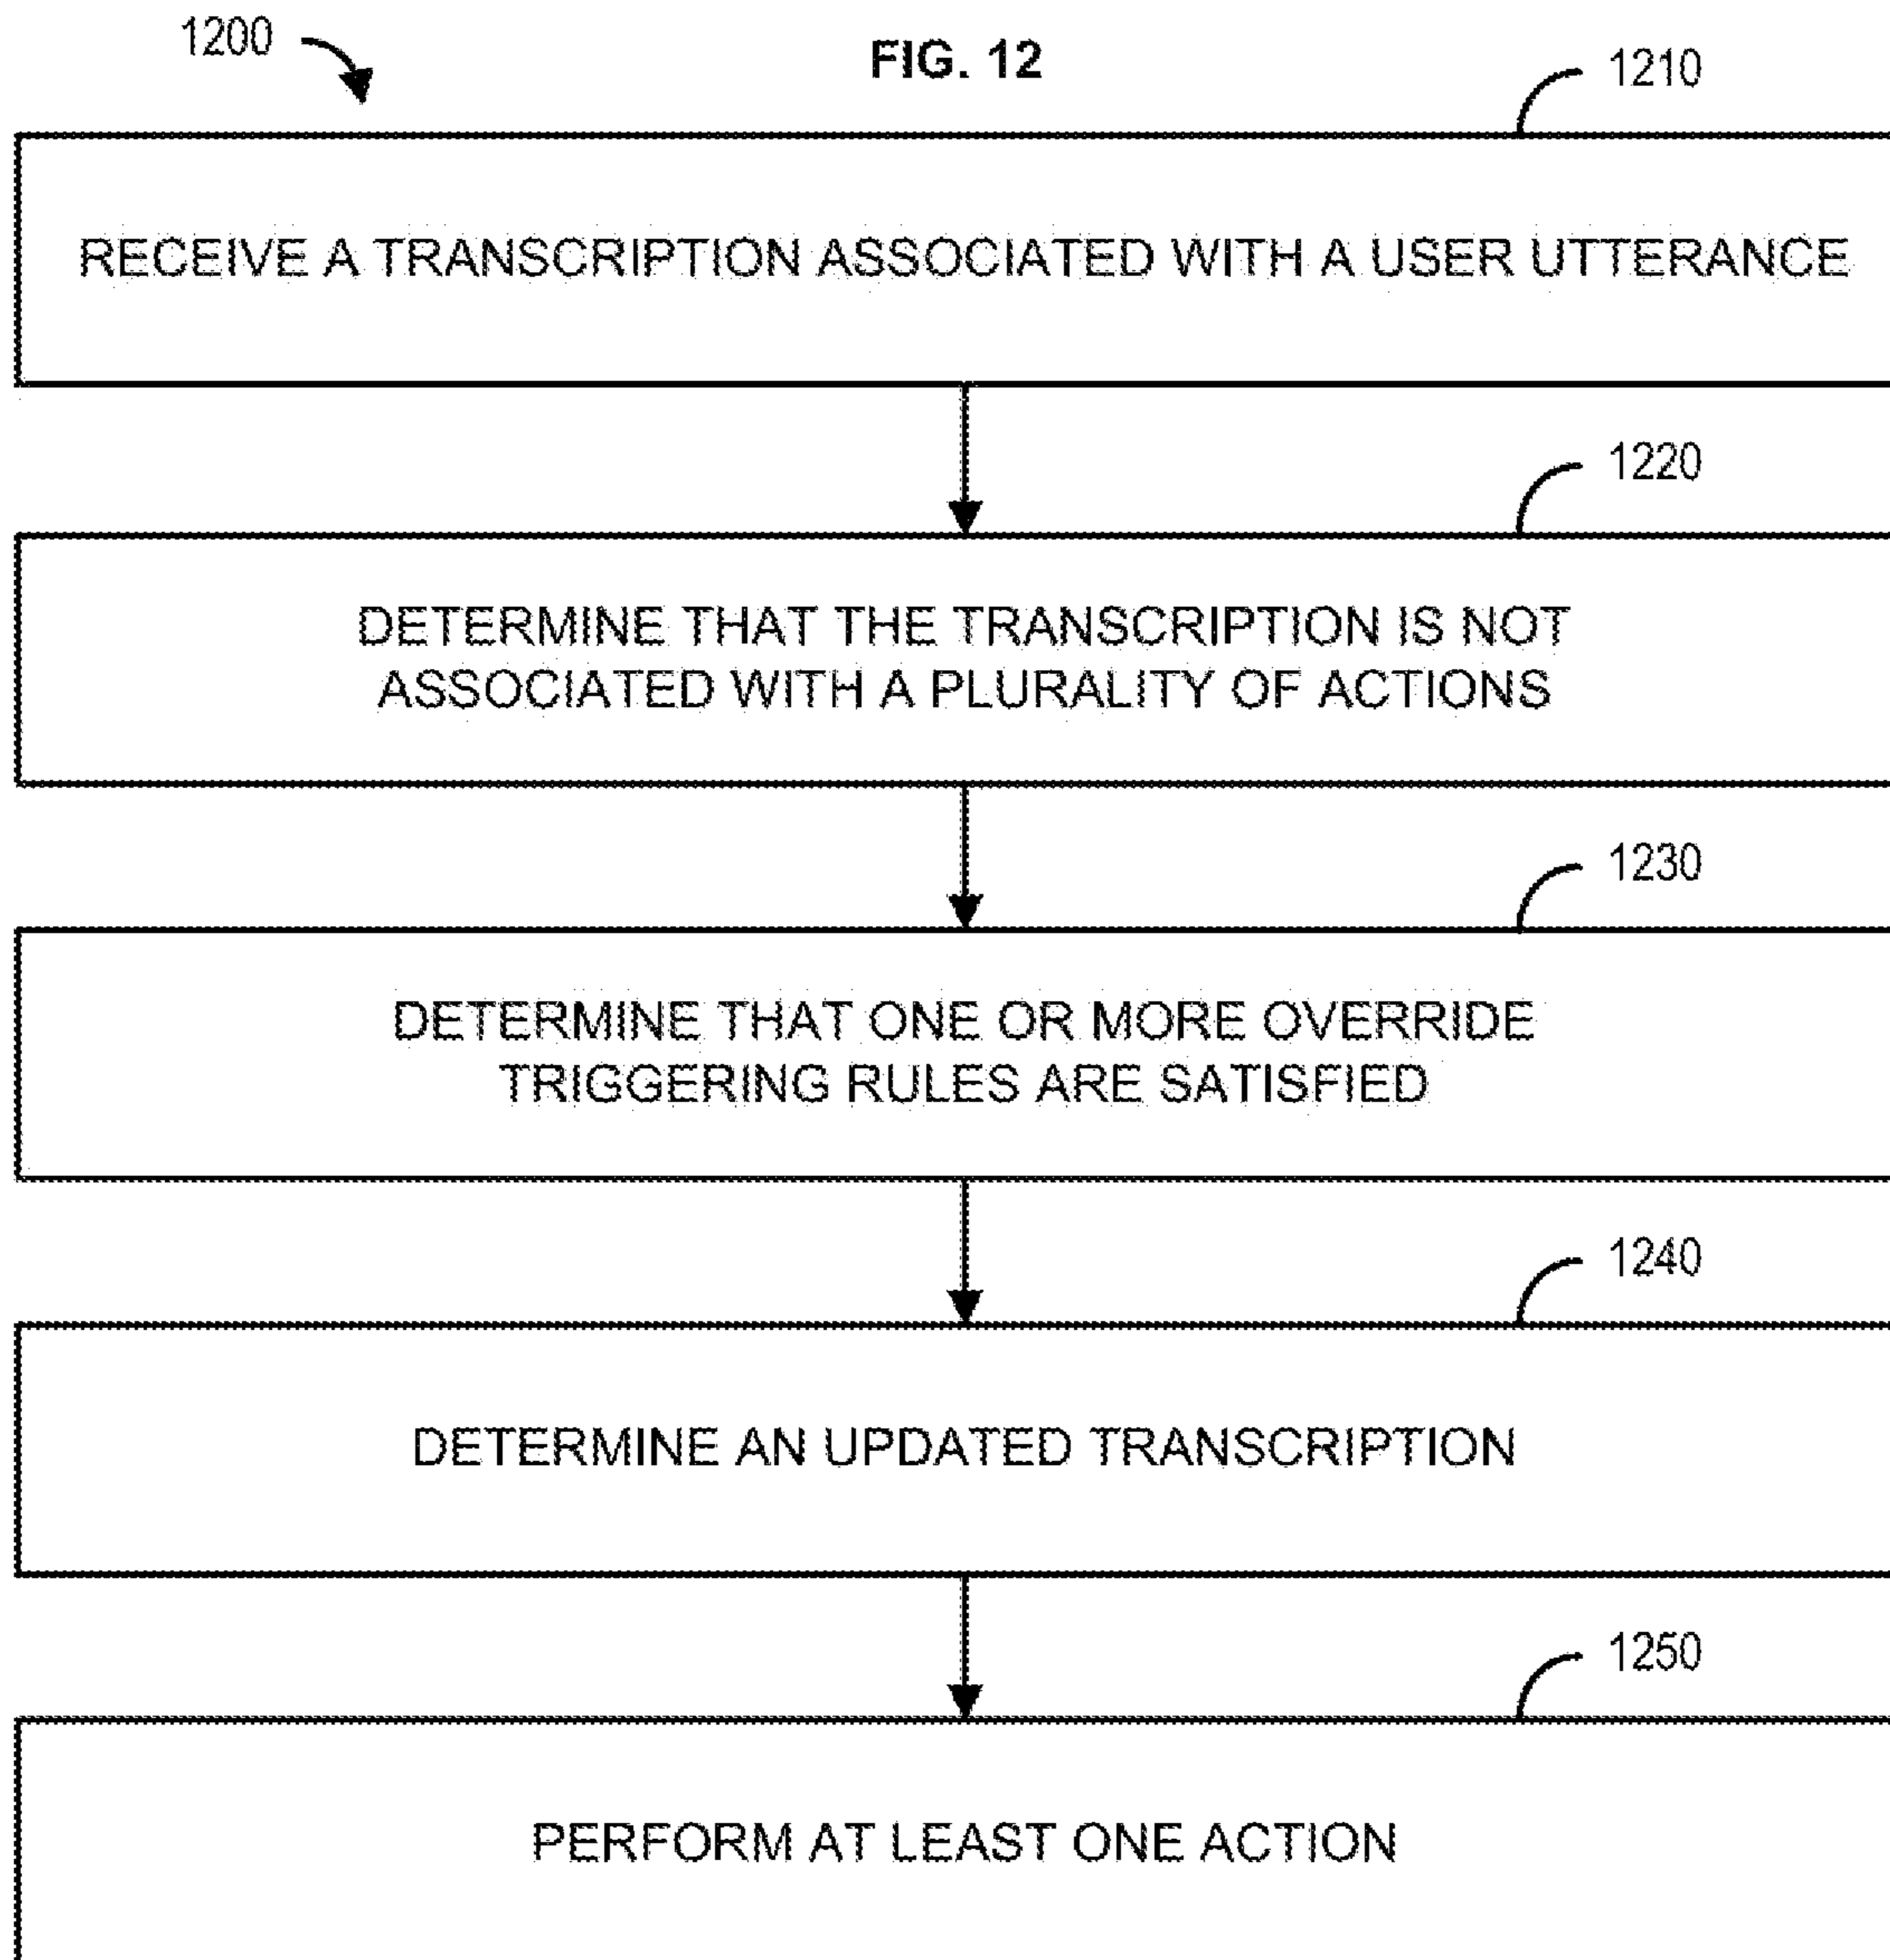 1200
FIG. 12
1210
RECEIVE A TRANSCRIPTION ASSOCIATED WITH A USER UTTERANCE
1220
DETERMINE THAT THE TRANSCRIPTION IS NOT
ASSOCIATED WITH A PLURALITY OF ACTIONS
1230
DETERMINE THAT ONE OR MORE OVERRIDE
TRIGGERING RULES ARE SATISFIED
1240
DETERMINE AN UPDATED TRANSCRIPTION
1250
PERFORM AT LEAST ONE ACTION